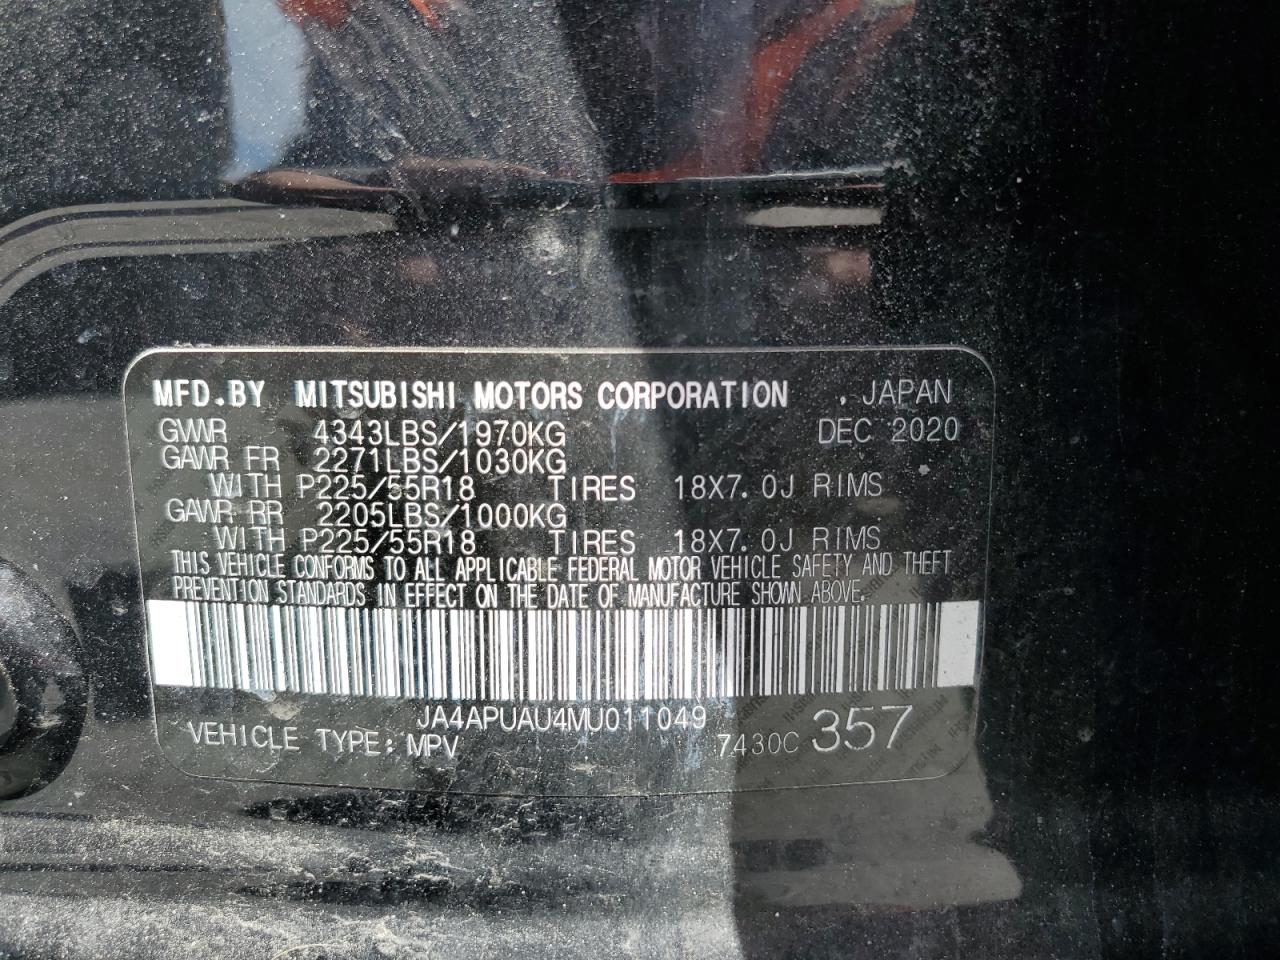 MFD.BY MITSUBISHI MOTORS CORPORATION , JAPAN
GVWR 4343LBS/1970KG DEC 2020
GAWR FR 2271LBS/1030KG
WITH P225/55R18 TIRES 18X7.0J RIMS
GAWR RR 2205LBS/1000KG
WITH P225/55R18 TIRES 18X7.0J RIMS
THIS VEHICLE CONFORMS TO ALL APPLICABLE FEDERAL MOTOR VEHICLE SAFETY AND THEFT
PREVENTION STANDARDS IN EFFECT ON THE DATE OF MANUFACTURE SHOWN ABOVE.
JA4APUAU4MU011049
VEHICLE TYPE: MPV 7430C 357